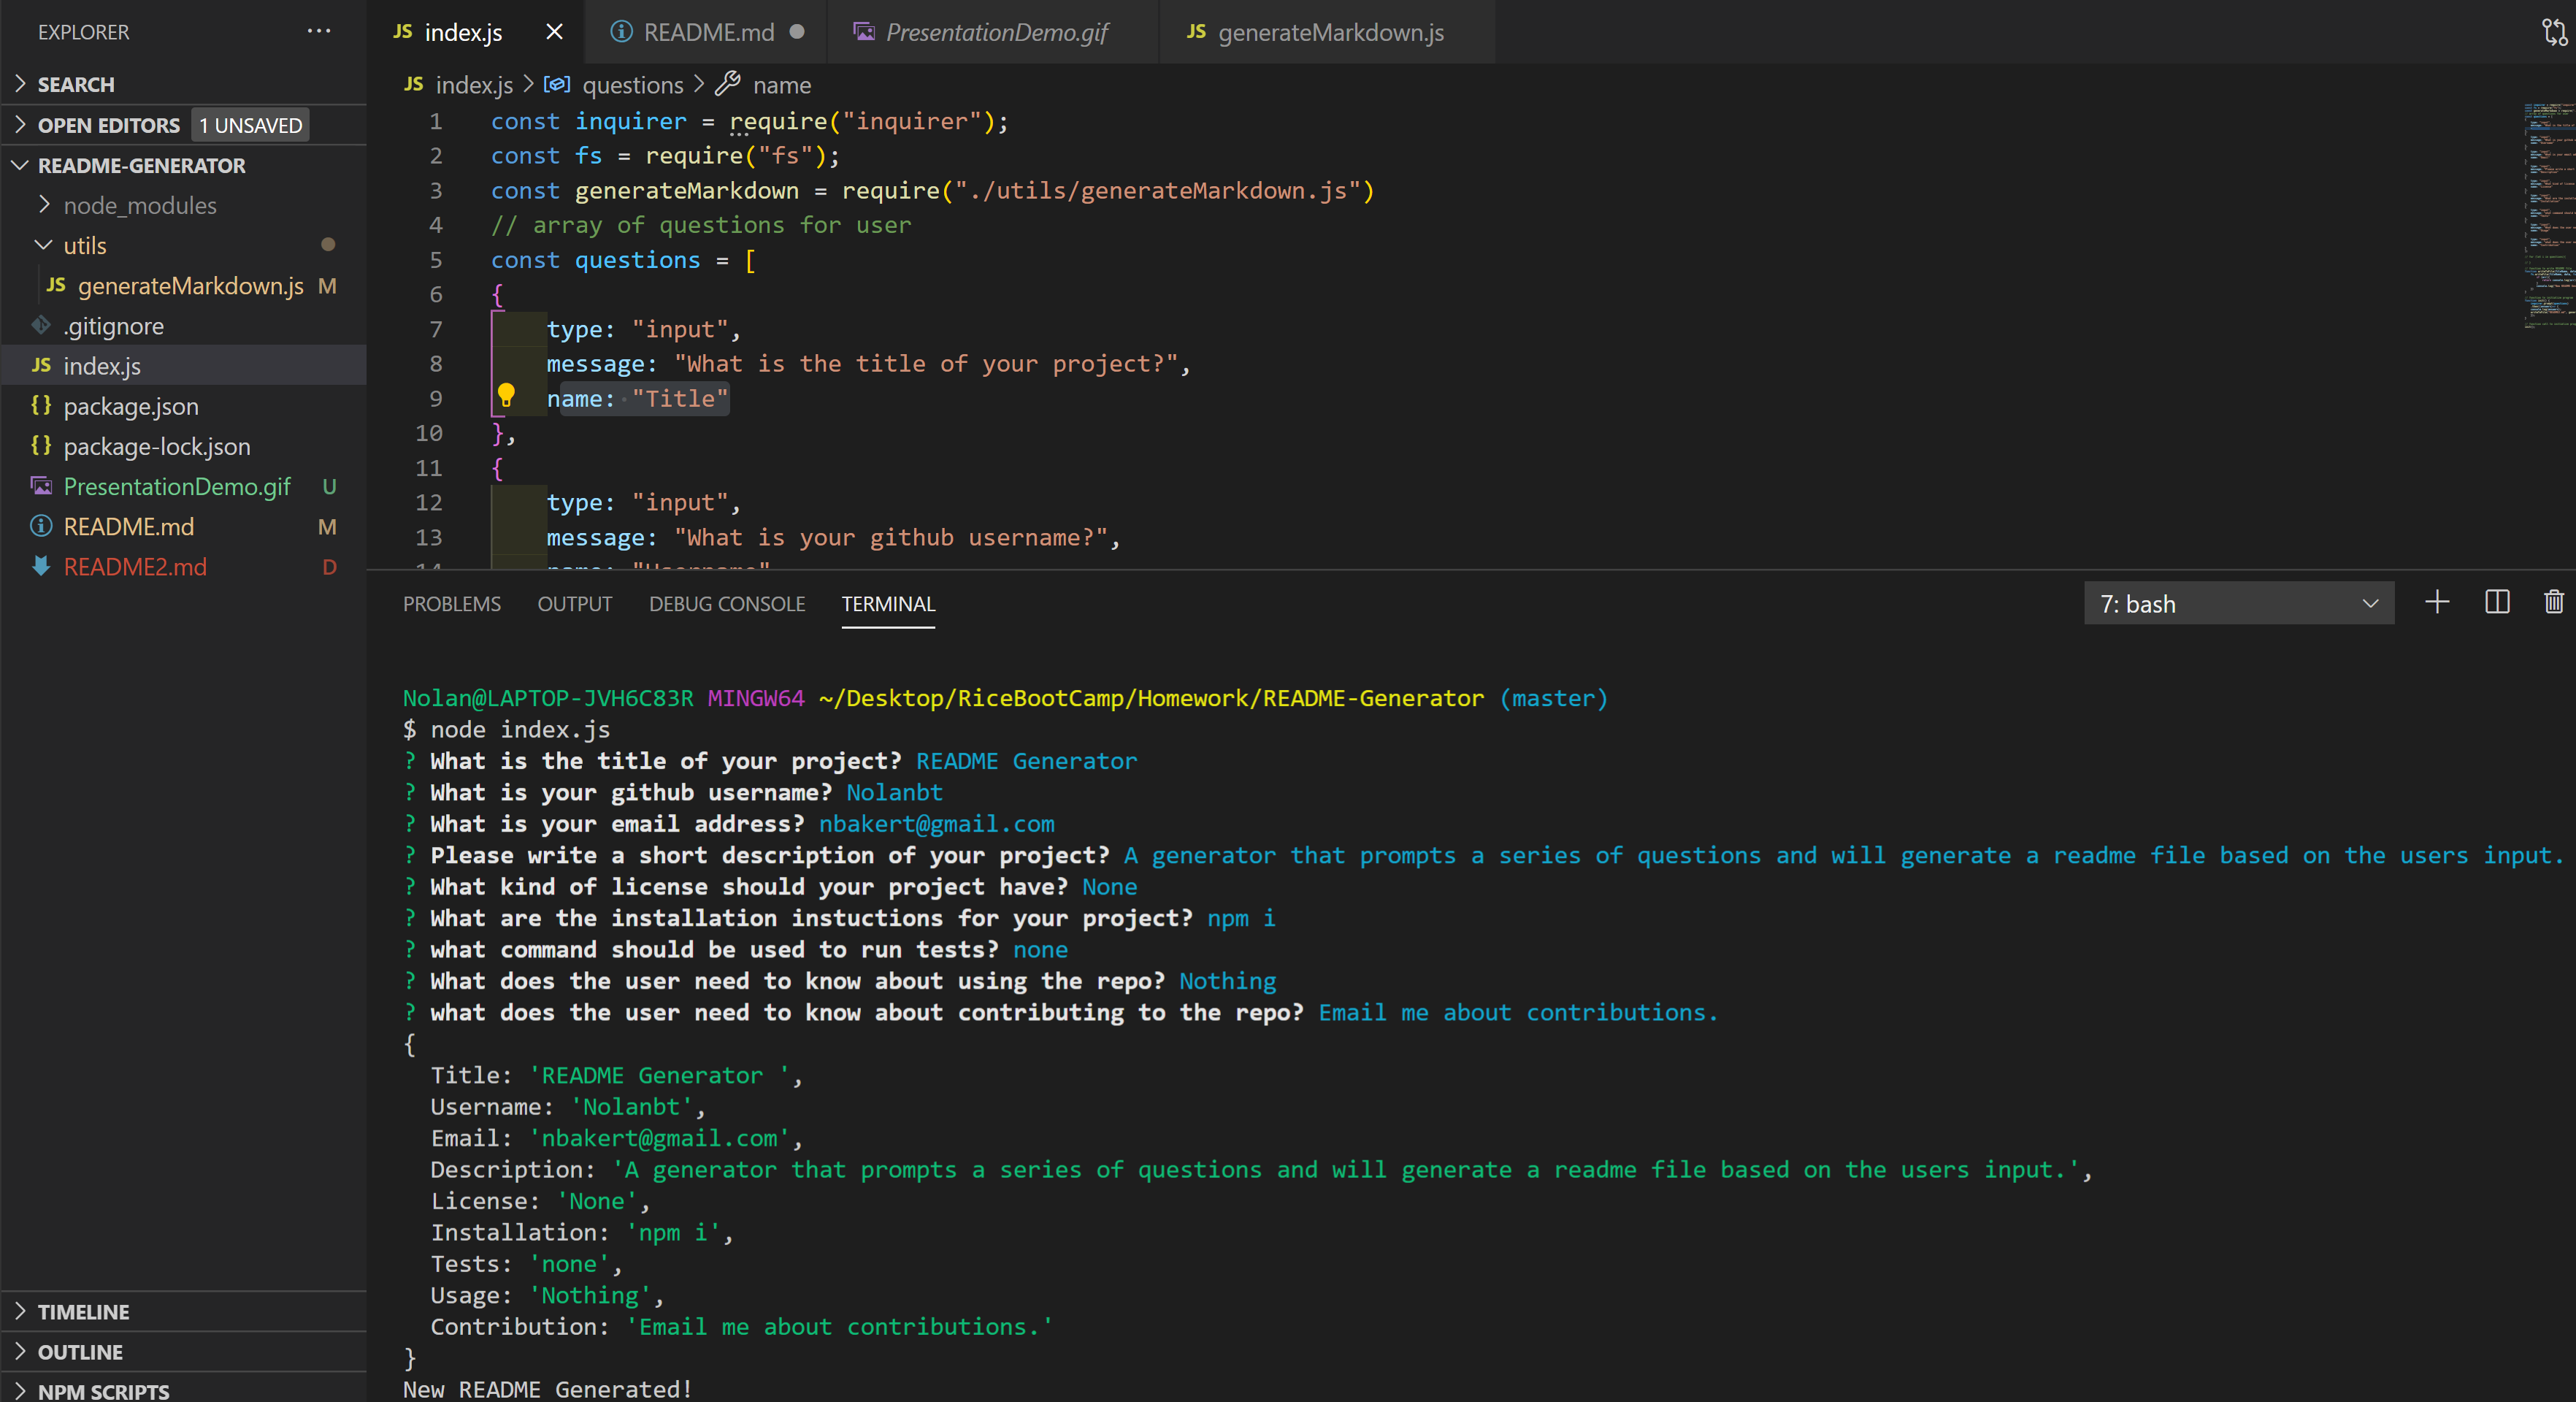 EXPLORER
SEARCH
OPEN EDITORS 1 UNSAVED
README-GENERATOR
node_modules
utils
JS generateMarkdown.js M
.gitignore
JS index.js
{} package.json
{} package-lock.json
PresentationDemo.gif U
README.md M
README2.md D
TIMELINE
OUTLINE
NPM SCRIPTS
JS index.js README.md PresentationDemo.gif JS generateMarkdown.js
JS index.js > questions > name
1 const inquirer = require("inquirer");
2 const fs = require("fs");
3 const generateMarkdown = require("./utils/generateMarkdown.js")
4 // array of questions for user
5 const questions = [
6 {
7 type: "input",
8 message: "What is the title of your project?",
9 name: "Title"
10 },
11 {
12 type: "input",
13 message: "What is your github username?",
14 name: "Username"
PROBLEMS OUTPUT DEBUG CONSOLE TERMINAL 7: bash
Nolan@LAPTOP-JVH6C83R MINGW64 ~/Desktop/RiceBootCamp/Homework/README-Generator (master)
$ node index.js
? What is the title of your project? README Generator
? What is your github username? Nolanbt
? What is your email address? nbakert@gmail.com
? Please write a short description of your project? A generator that prompts a series of questions and will generate a readme file based on the users input.
? What kind of license should your project have? None
? What are the installation instuctions for your project? npm i
? what command should be used to run tests? none
? What does the user need to know about using the repo? Nothing
? what does the user need to know about contributing to the repo? Email me about contributions.
{
Title: 'README Generator ',
Username: 'Nolanbt',
Email: 'nbakert@gmail.com',
Description: 'A generator that prompts a series of questions and will generate a readme file based on the users input.',
License: 'None',
Installation: 'npm i',
Tests: 'none',
Usage: 'Nothing',
Contribution: 'Email me about contributions.'
}
New README Generated!